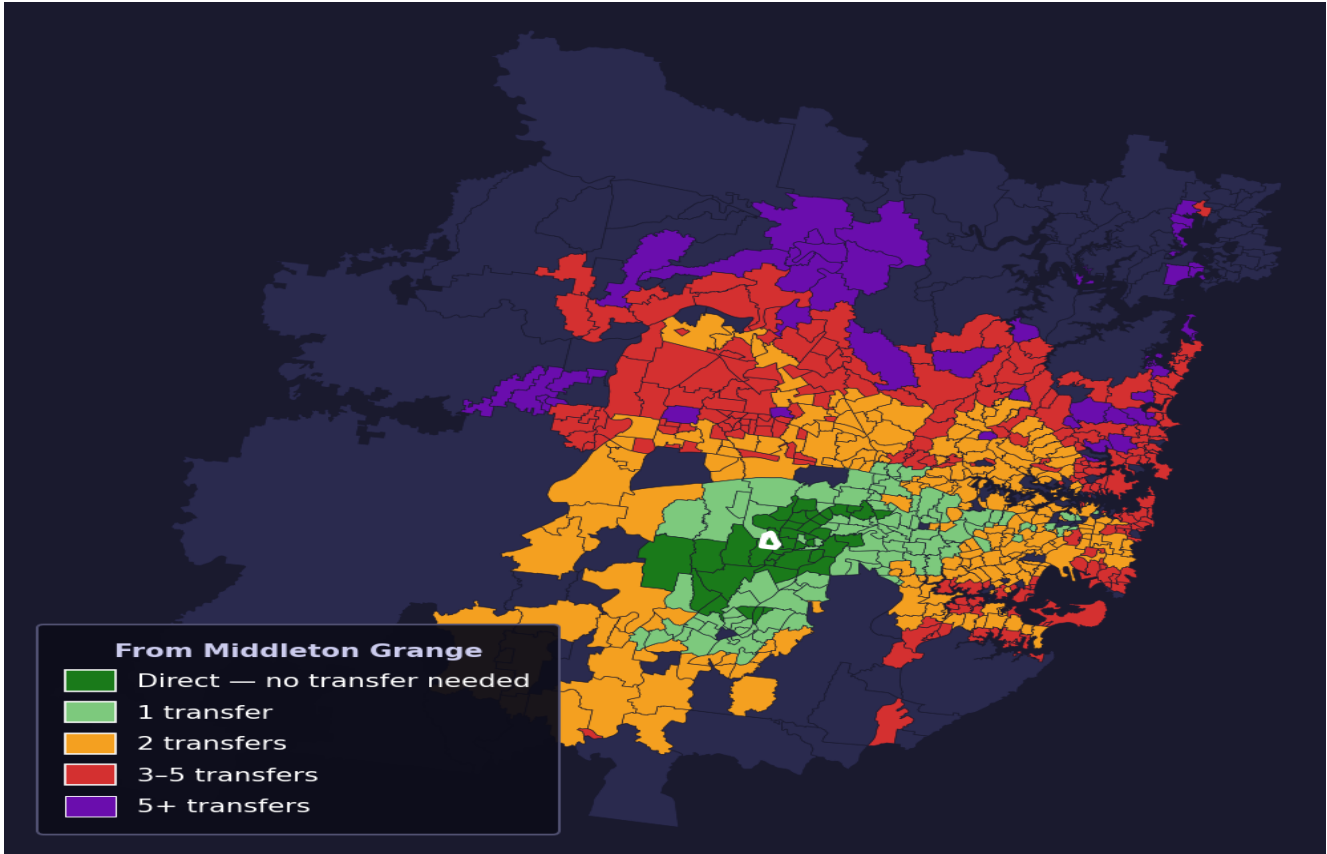 From Middleton Grange
Direct — no transfer needed
1 transfer
2 transfers
3–5 transfers
5+ transfers